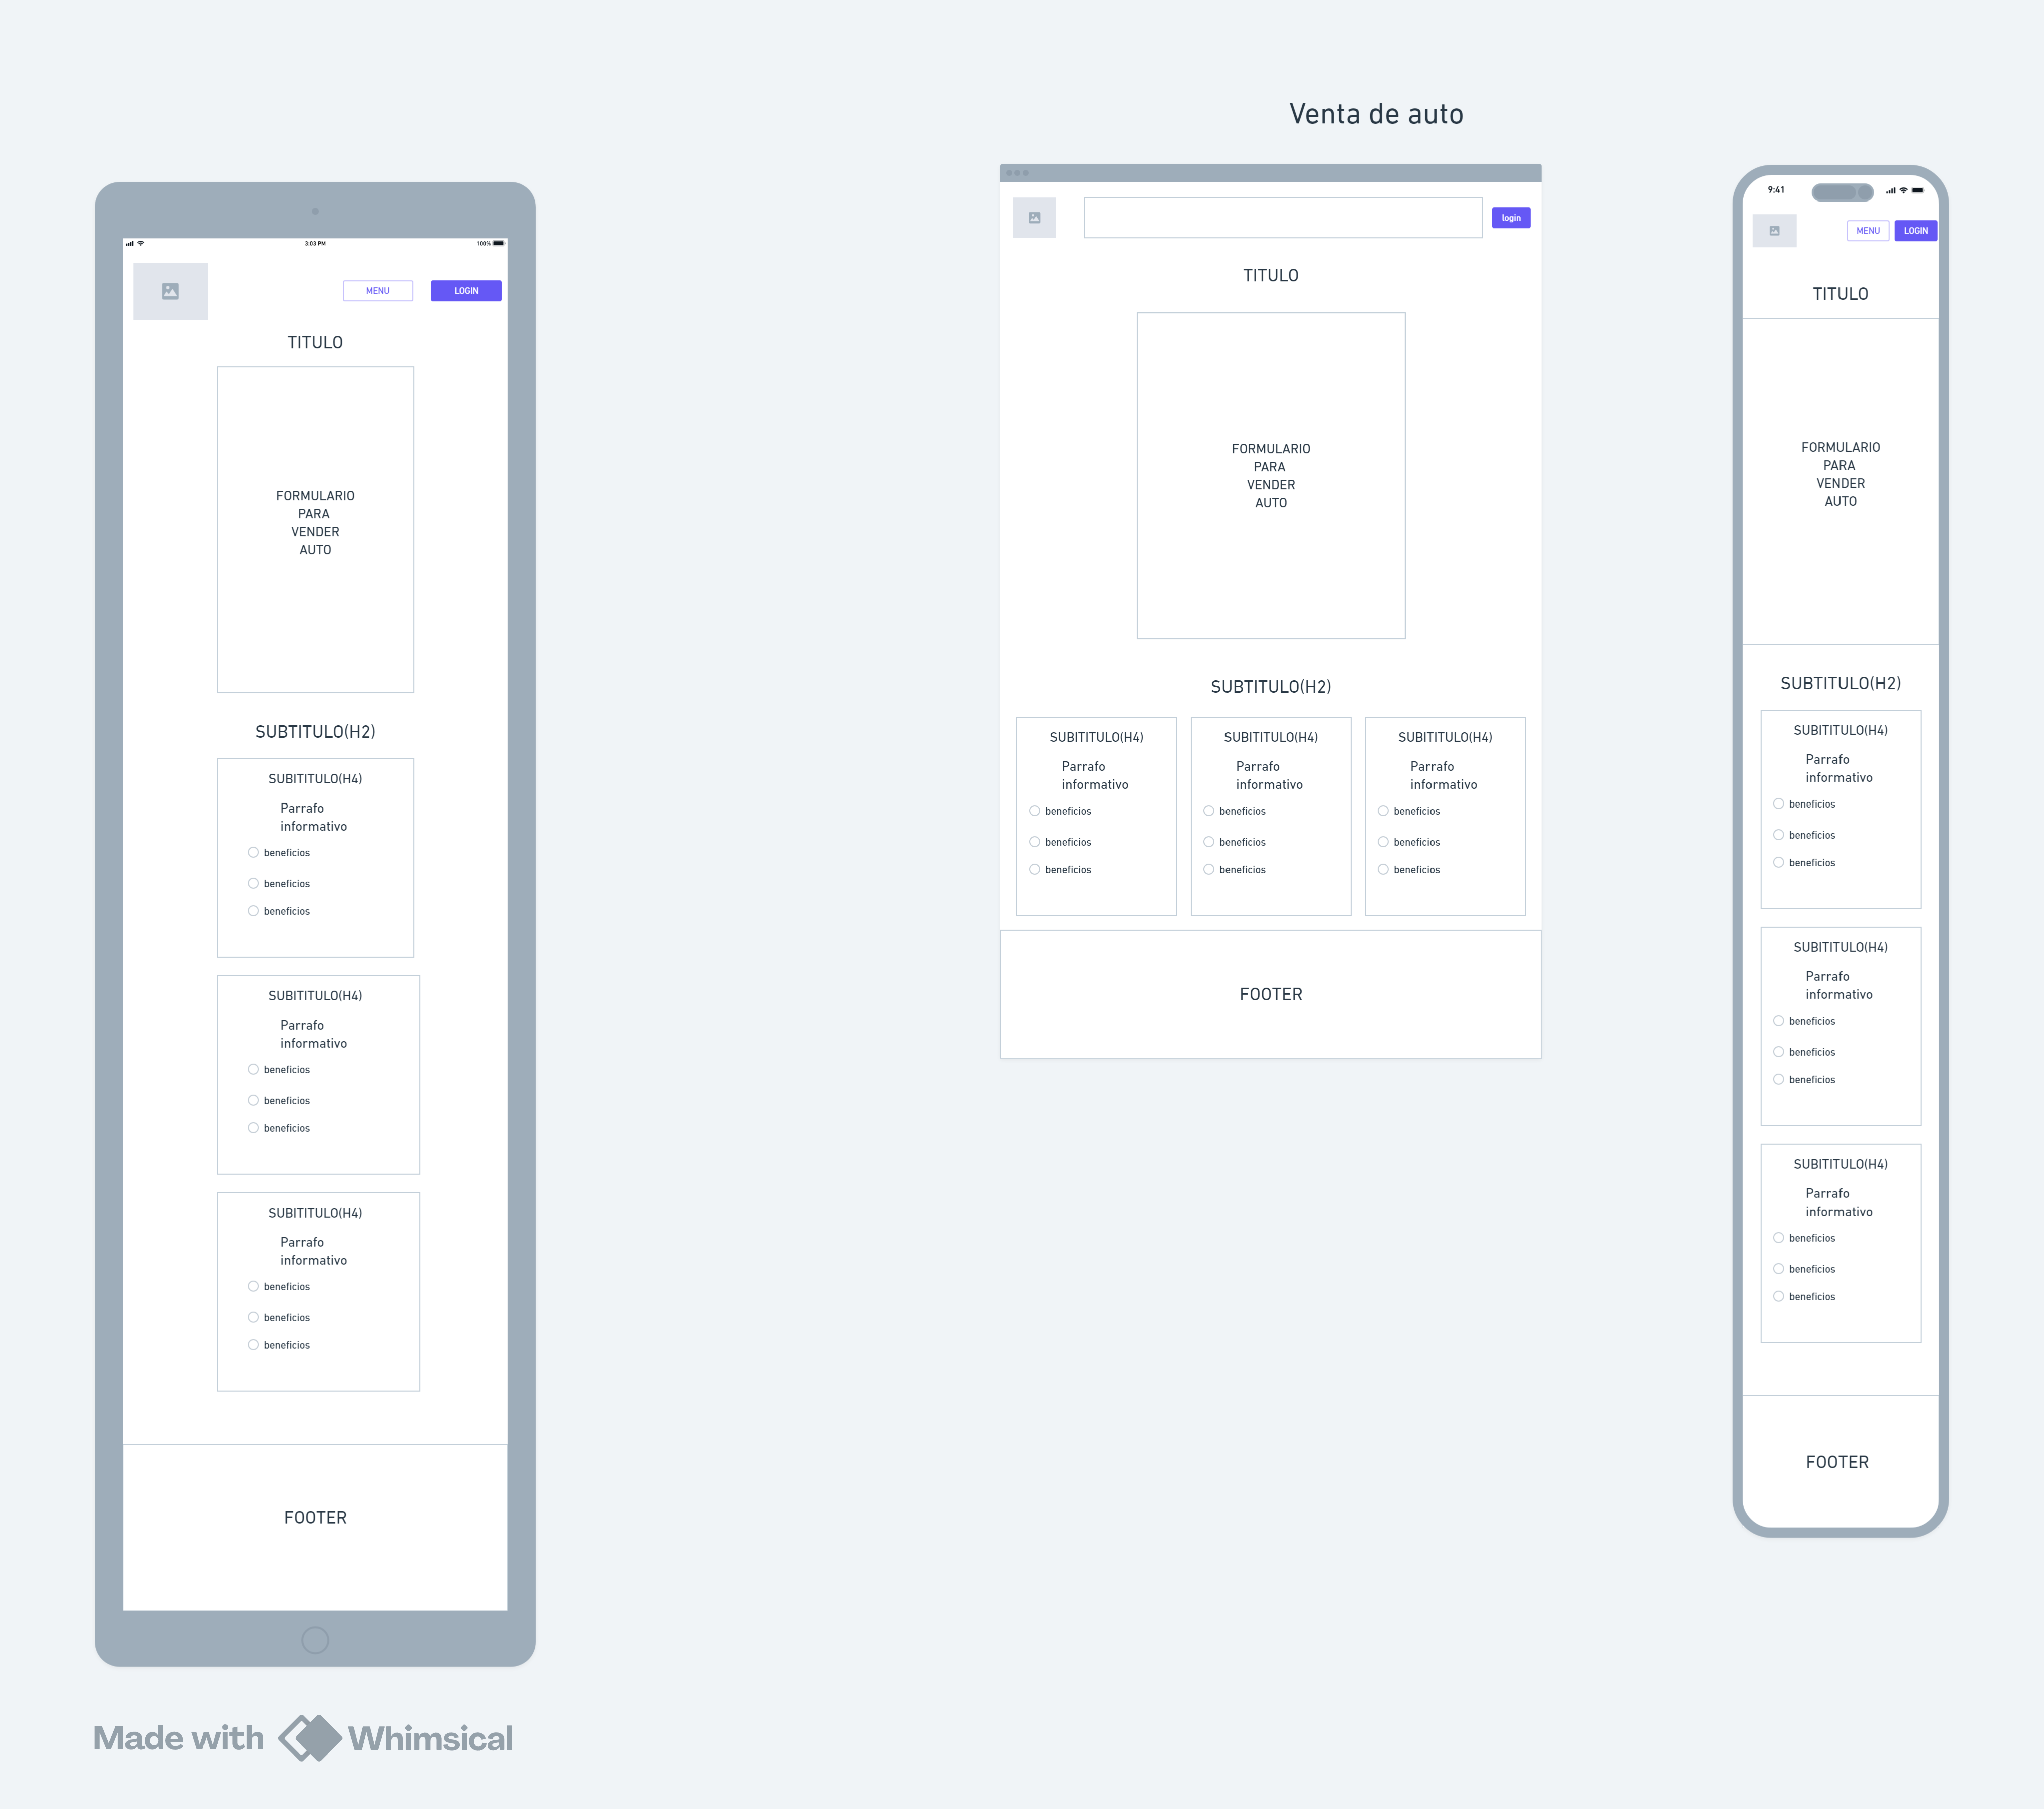 Venta de auto
3:03 PM
100%
MENU
LOGIN
TITULO
FORMULARIO
PARA
VENDER
AUTO
SUBTITULO(H2)
SUBITITULO(H4)
Parrafo
informativo
beneficios
beneficios
beneficios
SUBITITULO(H4)
Parrafo
informativo
beneficios
beneficios
beneficios
SUBITITULO(H4)
Parrafo
informativo
beneficios
beneficios
beneficios
FOOTER
login
TITULO
FORMULARIO
PARA
VENDER
AUTO
SUBTITULO(H2)
SUBITITULO(H4)
Parrafo
informativo
beneficios
beneficios
beneficios
SUBITITULO(H4)
Parrafo
informativo
beneficios
beneficios
beneficios
SUBITITULO(H4)
Parrafo
informativo
beneficios
beneficios
beneficios
FOOTER
9:41
MENU
LOGIN
TITULO
FORMULARIO
PARA
VENDER
AUTO
SUBTITULO(H2)
SUBITITULO(H4)
Parrafo
informativo
beneficios
beneficios
beneficios
SUBITITULO(H4)
Parrafo
informativo
beneficios
beneficios
beneficios
SUBITITULO(H4)
Parrafo
informativo
beneficios
beneficios
beneficios
FOOTER
Made with Whimsical